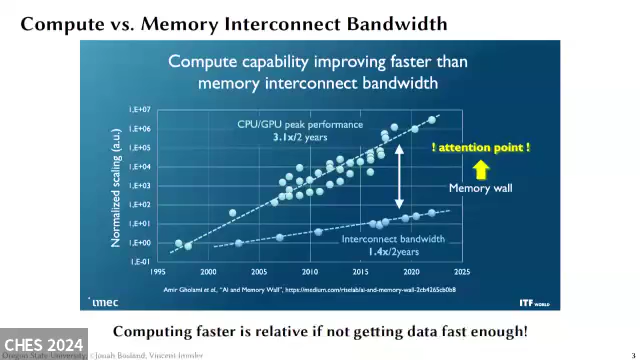 Compute vs. Memory Interconnect Bandwidth
Compute capability improving faster than
memory interconnect bandwidth
Normalized scaling (a.u.)
1,E+07
1,E+06
1,E+05
1,E+04
1,E+03
1,E+02
1,E+01
1,E+00
1,E-01
CPU/GPU peak performance
3.1x/2 years
! attention point !
Memory wall
Interconnect bandwidth
1.4x/2years
1995 2000 2005 2010 2015 2020 2025
Amir Gholami et al., "AI and Memory Wall", https://medium.com/riselab/ai-and-memory-wall-2cb4265cb0b8
imec
ITF WORLD
Computing faster is relative if not getting data fast enough!
CHES 2024
Oregon State University, ©Josiah Bouland, Vincent Immler
3